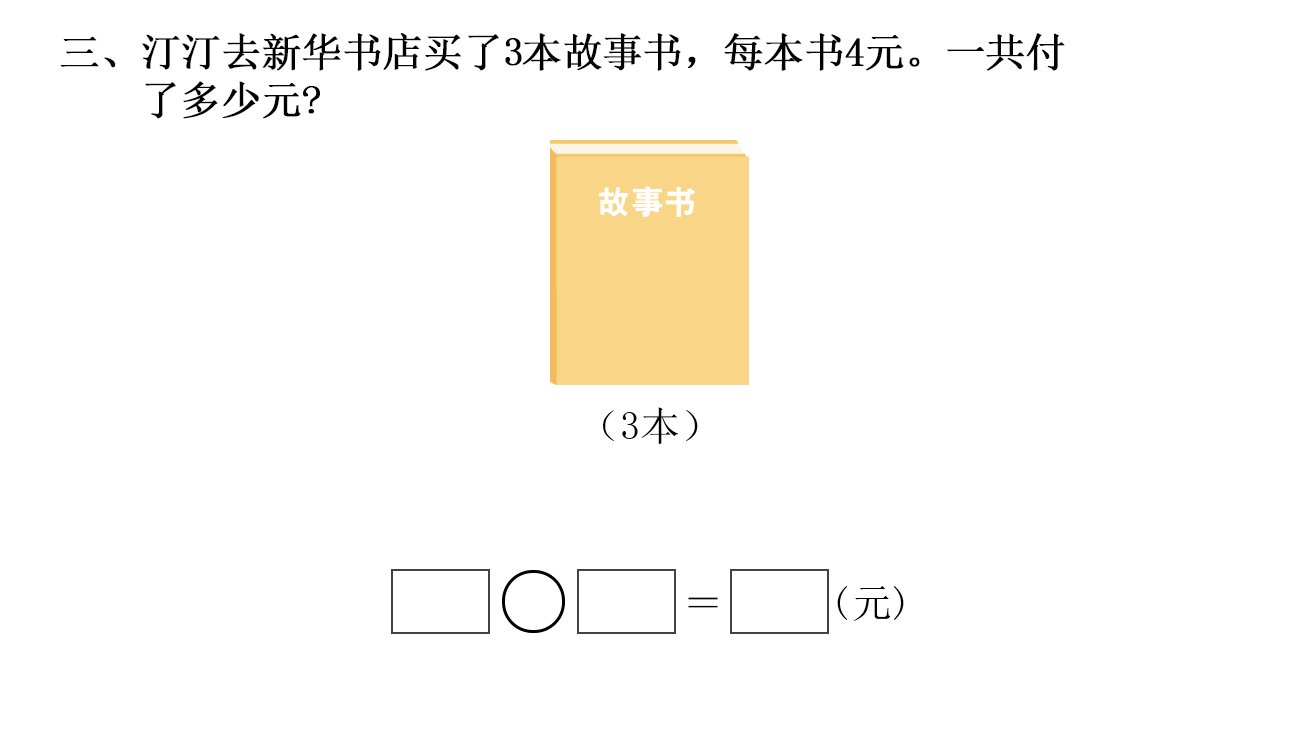 三、汀汀去新华书店买了3本故事书，每本书4元。一共付
了多少元?
故事书
（3本）
=(元)